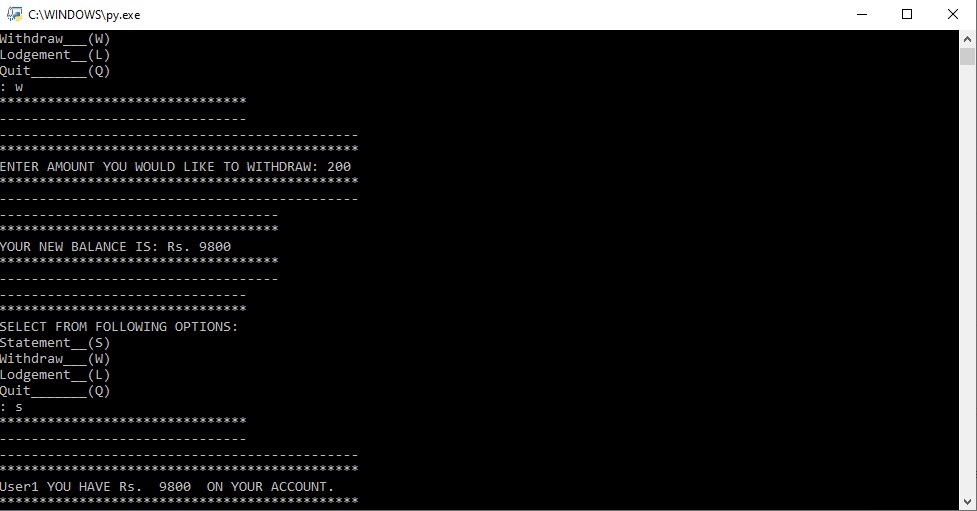 C:\WINDOWS\py.exe
Withdraw___(W)
Lodgement__(L)
Quit_______(Q)
: w
*******************************
-------------------------------
---------------------------------------------
*********************************************
ENTER AMOUNT YOU WOULD LIKE TO WITHDRAW: 200
*********************************************
---------------------------------------------
-----------------------------------
***********************************
YOUR NEW BALANCE IS: Rs. 9800
***********************************
-----------------------------------
-------------------------------
*******************************
SELECT FROM FOLLOWING OPTIONS:
Statement__(S)
Withdraw___(W)
Lodgement__(L)
Quit_______(Q)
: s
*******************************
-------------------------------
---------------------------------------------
*********************************************
User1 YOU HAVE Rs.  9800  ON YOUR ACCOUNT.
*********************************************